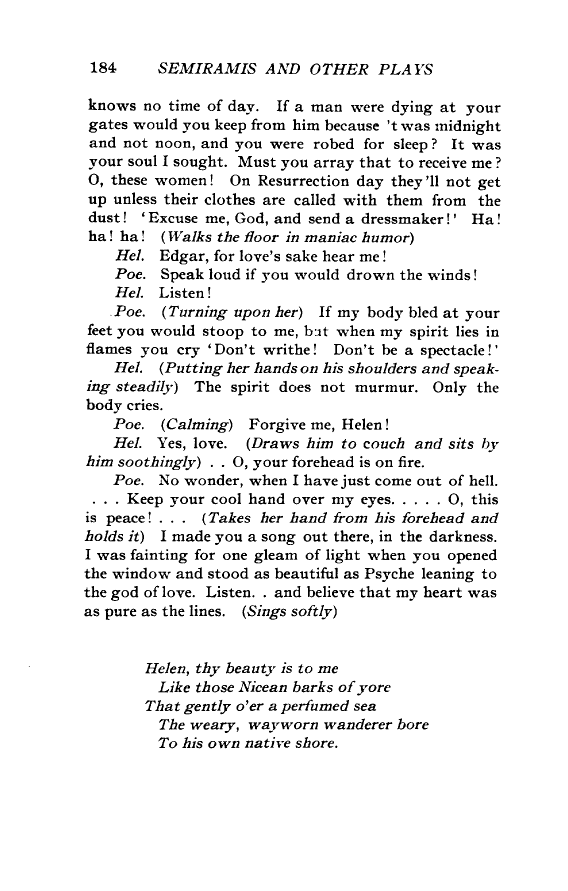 184 SEMIRAMIS AND OTHER PLAYS
knows no time of day. If a man were dying at your
gates would you keep from him because 't was midnight
and not noon, and you were robed for sleep? It was
your soul I sought. Must you array that to receive me?
O, these women! On Resurrection day they 'll not get
up unless their clothes are called with them from the
dust! 'Excuse me, God, and send a dressmaker!' Ha!
ha! ha! (Walks the floor in maniac humor)
Hel. Edgar, for love's sake hear me!
Poe. Speak loud if you would drown the winds!
Hel. Listen!
Poe. (Turning upon her) If my body bled at your
feet you would stoop to me, but when my spirit lies in
flames you cry 'Don't writhe! Don't be a spectacle!'
Hel. (Putting her hands on his shoulders and speak-
ing steadily) The spirit does not murmur. Only the
body cries.
Poe. (Calming) Forgive me, Helen!
Hel. Yes, love. (Draws him to couch and sits by
him soothingly) . . O, your forehead is on fire.
Poe. No wonder, when I have just come out of hell.
. . . Keep your cool hand over my eyes. . . . . O, this
is peace! . . . (Takes her hand from his forehead and
holds it) I made you a song out there, in the darkness.
I was fainting for one gleam of light when you opened
the window and stood as beautiful as Psyche leaning to
the god of love. Listen. . and believe that my heart was
as pure as the lines. (Sings softly)
Helen, thy beauty is to me
Like those Nicean barks of yore
That gently o'er a perfumed sea
The weary, wayworn wanderer bore
To his own native shore.